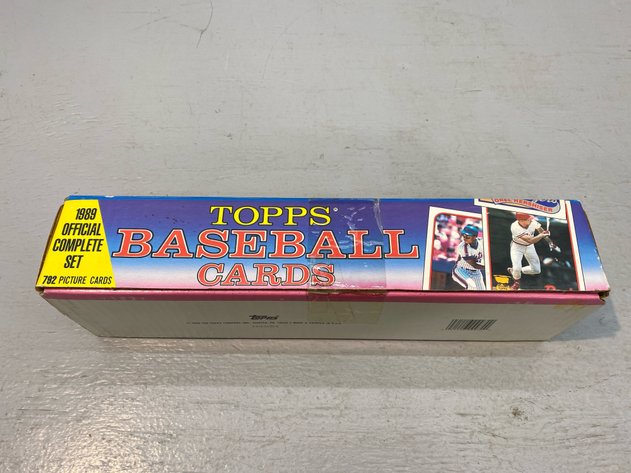 1989
OFFICIAL
COMPLETE
SET
792 PICTURE CARDS
TOPPS®
BASEBALL
CARDS
OREL HERSHISER
Topps